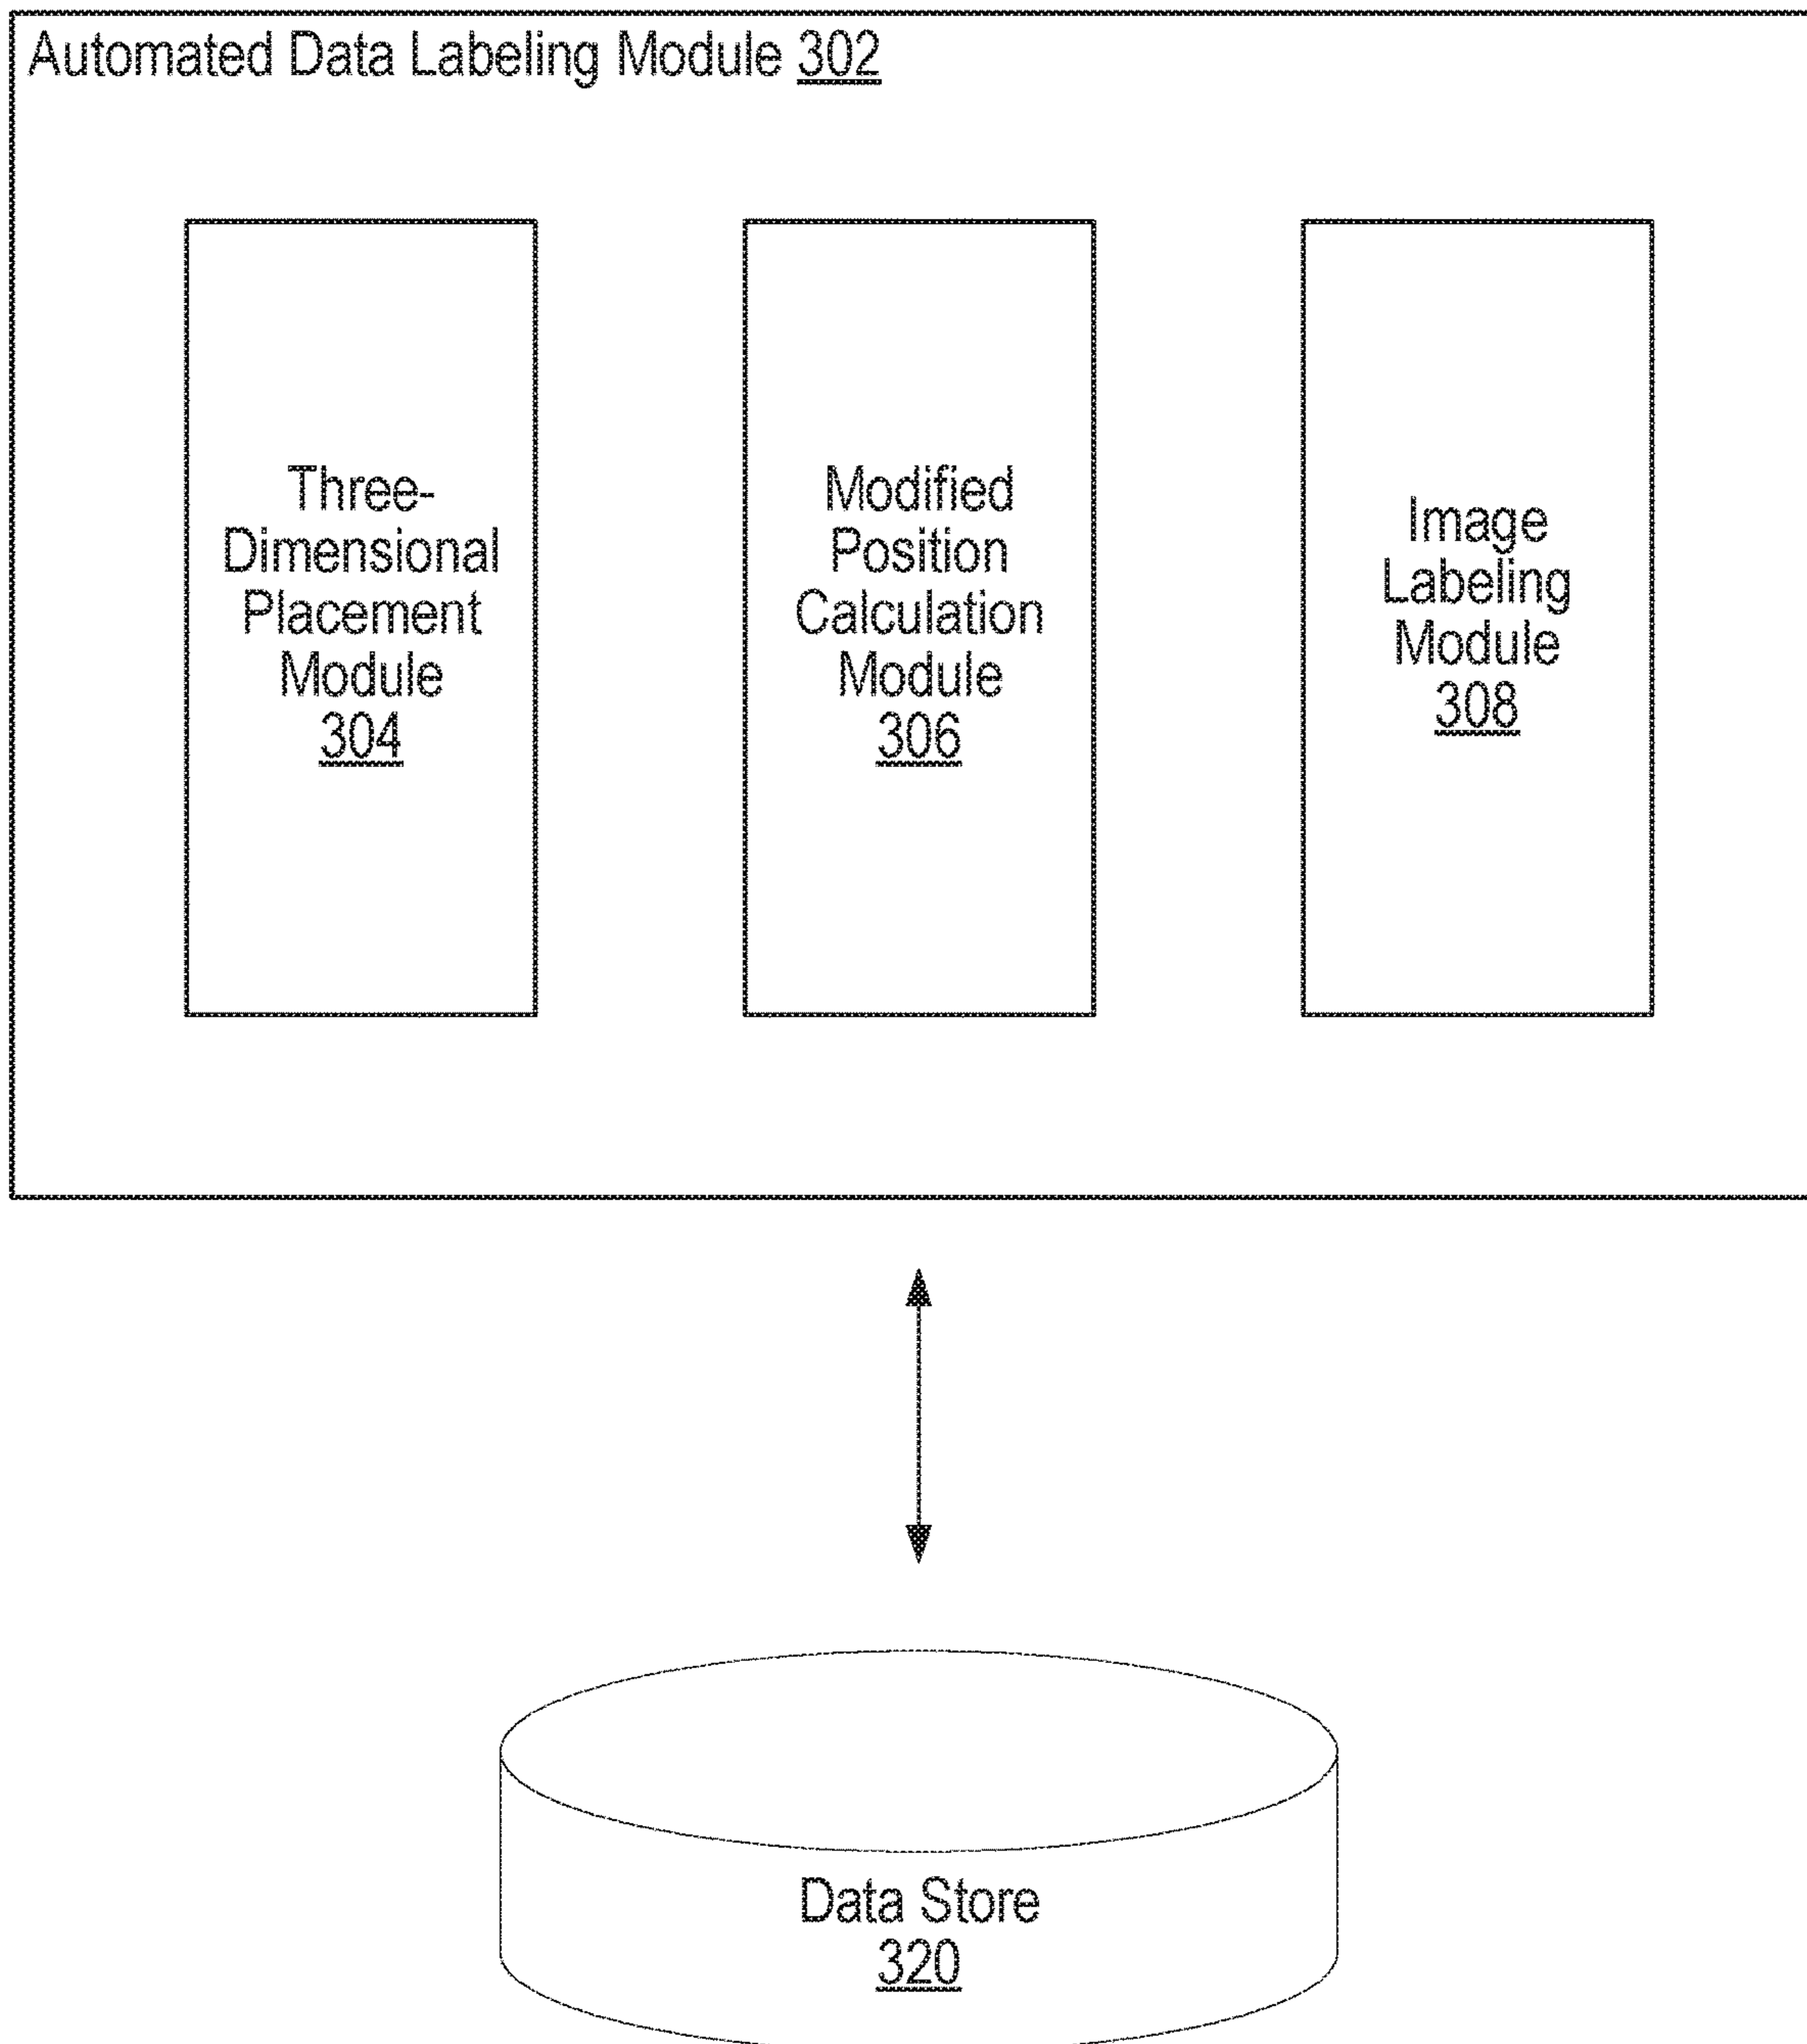 Automated Data Labeling Module 302
Three-
Dimensional
Placement
Module
304
Modified
Position
Calculation
Module
306
Image
Labeling
Module
308
Data Store
320